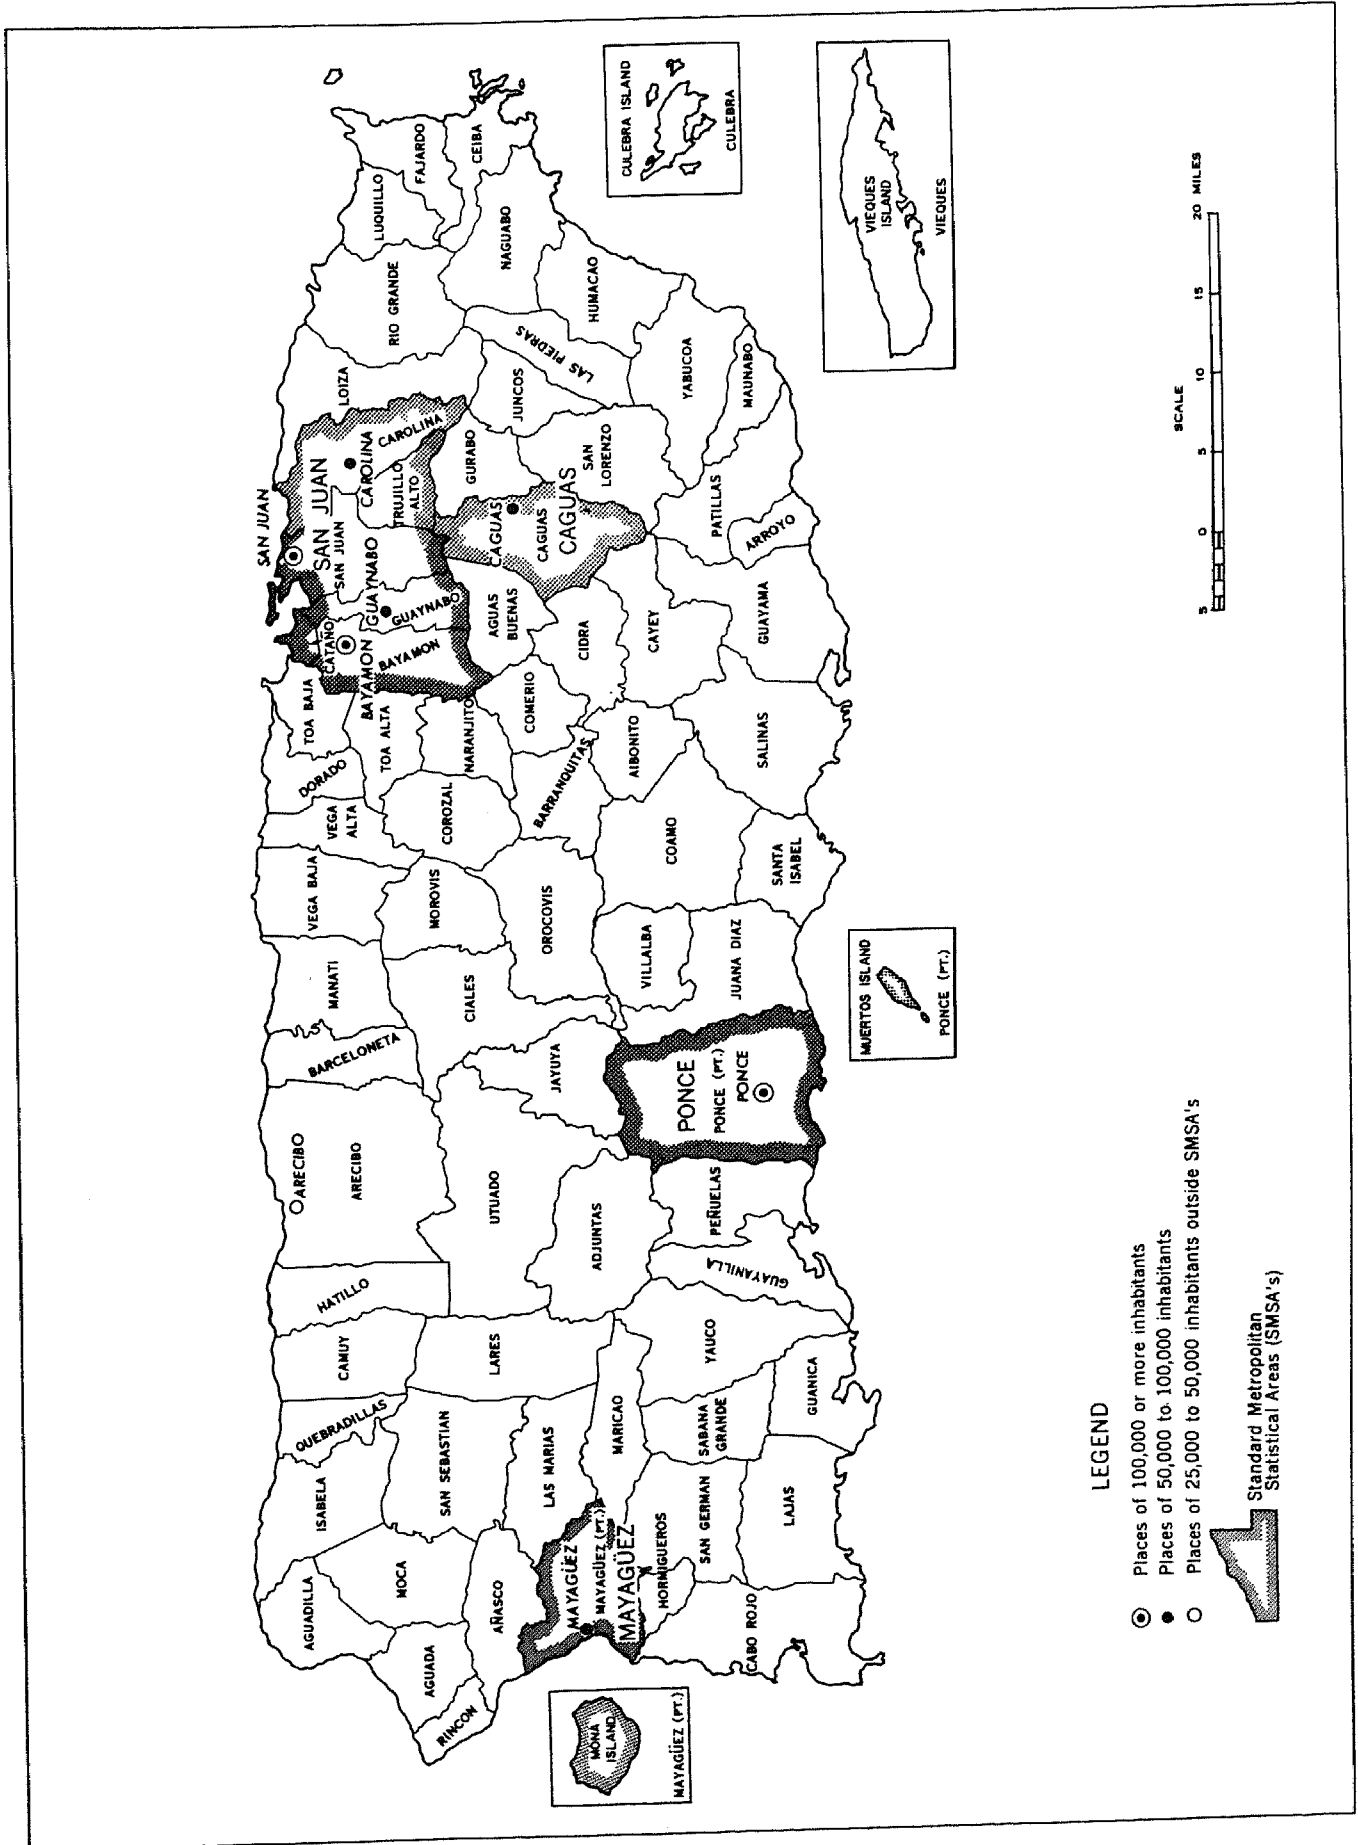 AGUADILLA
ISABELA
QUEBRADILLAS
CAMUY
HATILLO
ARECIBO
ARECIBO
BARCELONETA
MANATI
VEGA BAJA
VEGA
ALTA
DORADO
TOA BAJA
TOA ALTA
BAYAMON
CATAÑO
BAYAMON
GUAYNABO
GUAYNABO
SAN JUAN
SAN JUAN
SAN JUAN
CAROLINA
CAROLINA
TRUJILLO
ALTO
LOIZA
RIO GRANDE
LUQUILLO
FAJARDO
CEIBA
RINCON
AGUADA
MOCA
AÑASCO
SAN SEBASTIAN
LARES
UTUADO
JAYUYA
CIALES
MOROVIS
COROZAL
NARANJITO
OROCOVIS
BARRANQUITAS
COMERIO
AGUAS
BUENAS
CIDRA
CAGUAS
CAGUAS
CAGUAS
GURABO
SAN
LORENZO
JUNCOS
LAS PIEDRAS
NAGUABO
HUMACAO
MAYAGÜEZ
MAYAGÜEZ (PT.)
MAYAGÜEZ
LAS MARIAS
MARICAO
ADJUNTAS
HORMIGUEROS
CABO ROJO
SAN GERMAN
LAJAS
SABANA
GRANDE
GUANICA
YAUCO
GUAYANILLA
PEÑUELAS
PONCE
PONCE (PT.)
PONCE
VILLALBA
JUANA DIAZ
COAMO
SANTA
ISABEL
AIBONITO
SALINAS
CAYEY
GUAYAMA
PATILLAS
ARROYO
YABUCOA
MAUNABO
MONA
ISLAND
MAYAGÜEZ (PT.)
MUERTOS ISLAND
PONCE (PT.)
CULEBRA ISLAND
CULEBRA
VIEQUES
ISLAND
VIEQUES
LEGEND
Places of 100,000 or more inhabitants
Places of 50,000 to 100,000 inhabitants
Places of 25,000 to 50,000 inhabitants outside SMSA's
Standard Metropolitan
Statistical Areas (SMSA's)
SCALE
5 0 5 10 15 20 MILES